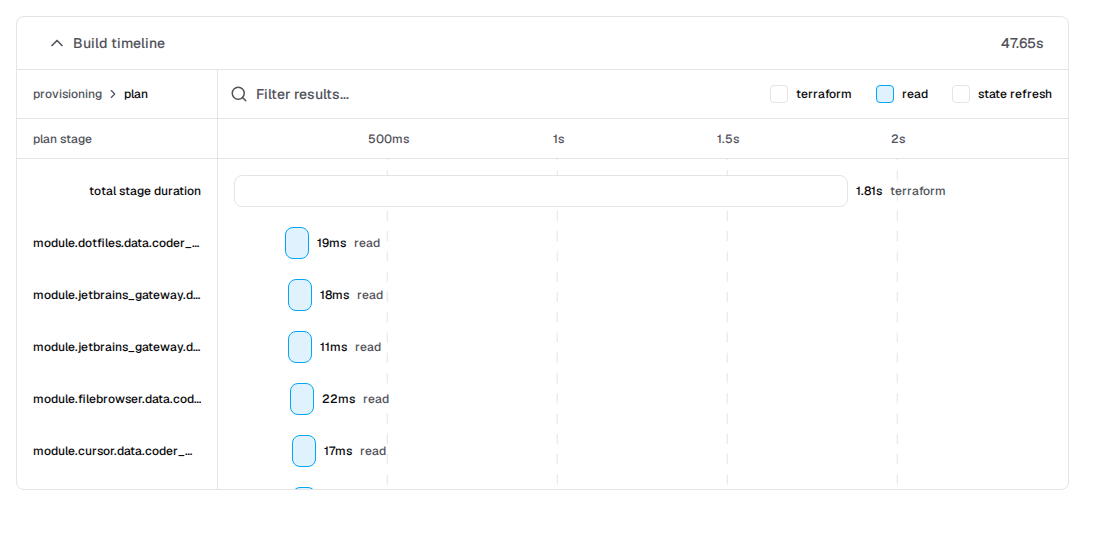 Build timeline 47.65s
provisioning > plan Filter results... terraform read state refresh
plan stage 500ms 1s 1.5s 2s
total stage duration 1.81s terraform
module.dotfiles.data.coder_... 19ms read
module.jetbrains_gateway.d... 18ms read
module.jetbrains_gateway.d... 11ms read
module.filebrowser.data.cod... 22ms read
module.cursor.data.coder_... 17ms read